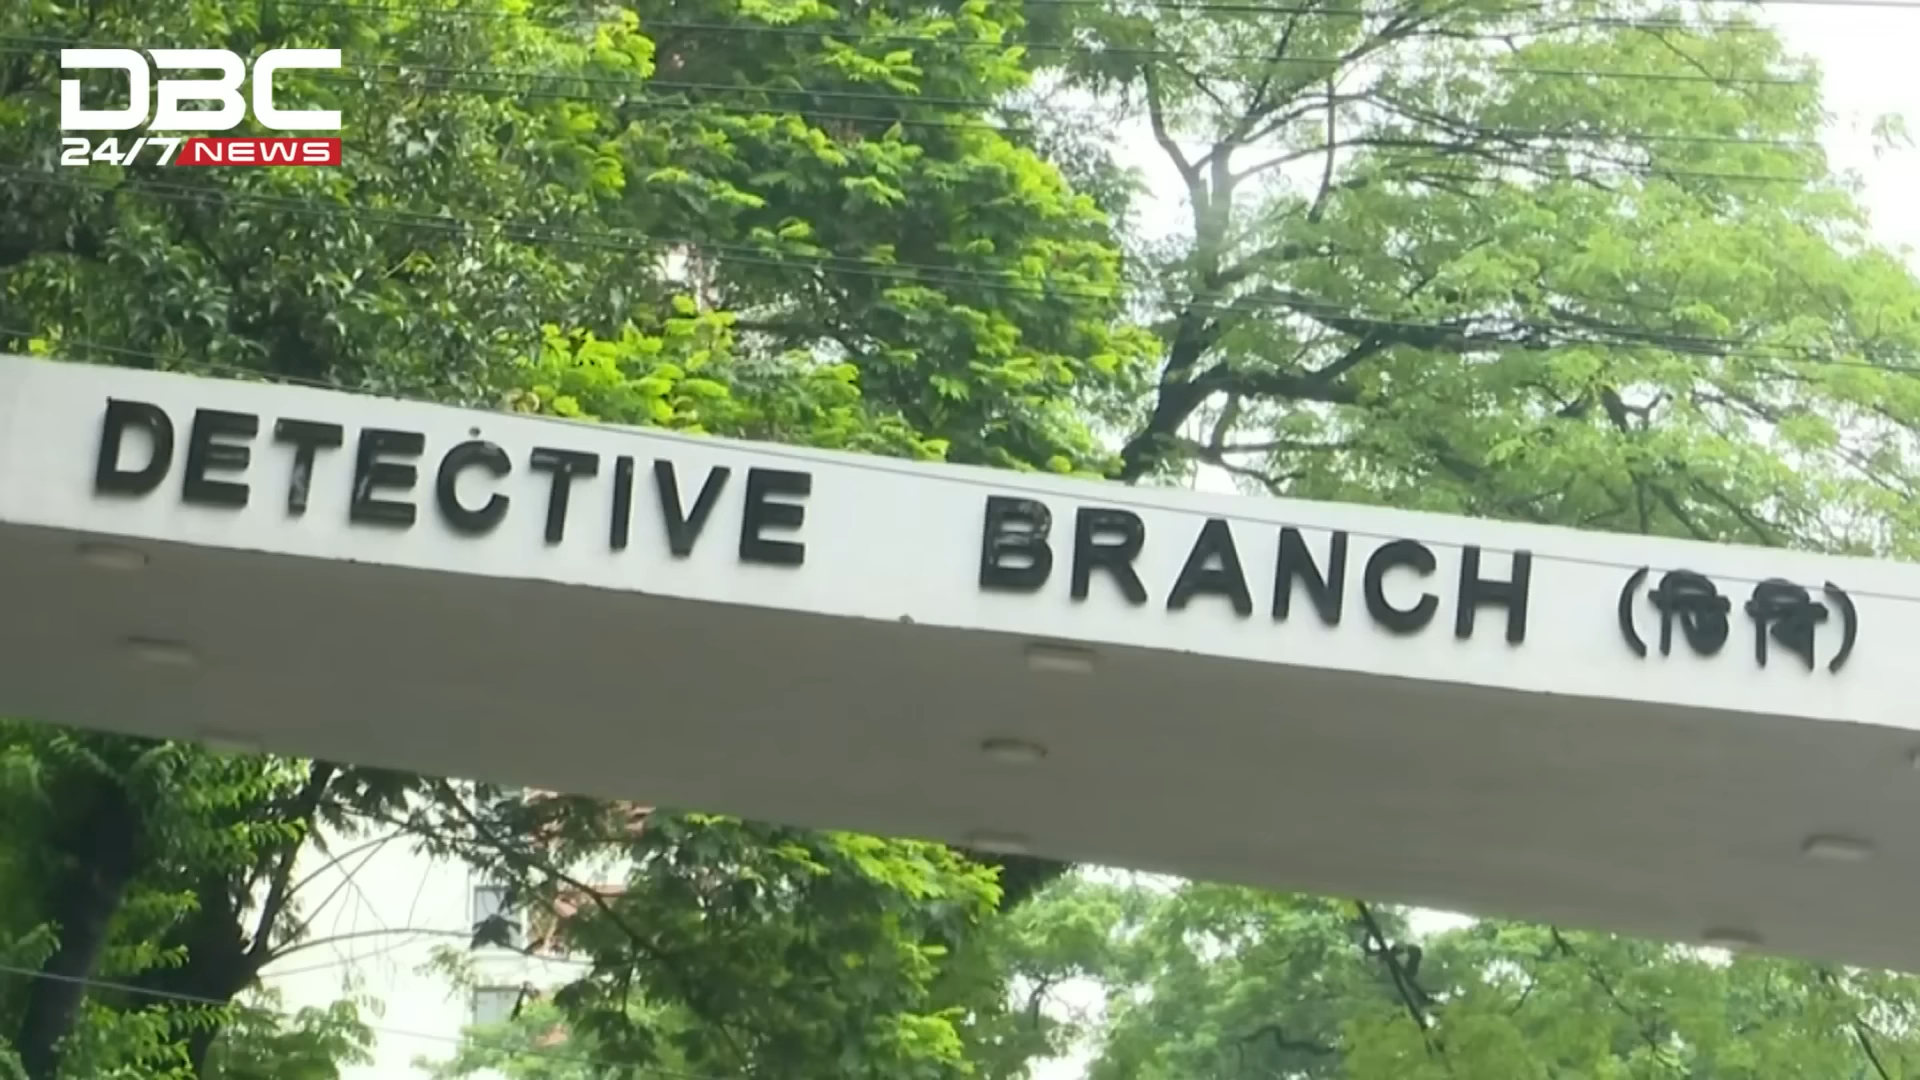 DBC
24/7 NEWS
DETECTIVE BRANCH (ডিবি)